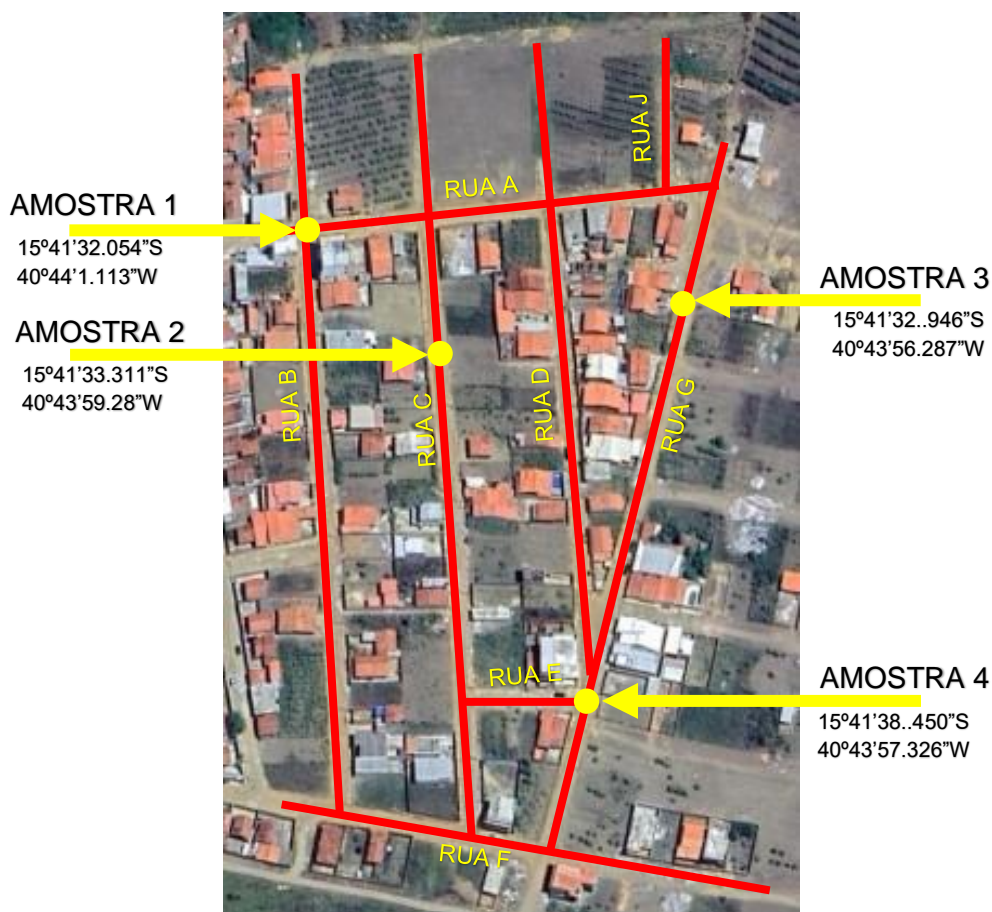 RUA J
RUA A
AMOSTRA 1
15º41'32.054"S
40º44'1.113"W
AMOSTRA 3
15º41'32..946"S
40º43'56.287"W
AMOSTRA 2
15º41'33.311"S
40º43'59.28"W
RUA B
RUA C
RUA D
RUA G
RUA E
AMOSTRA 4
15º41'38..450"S
40º43'57.326"W
RUA F